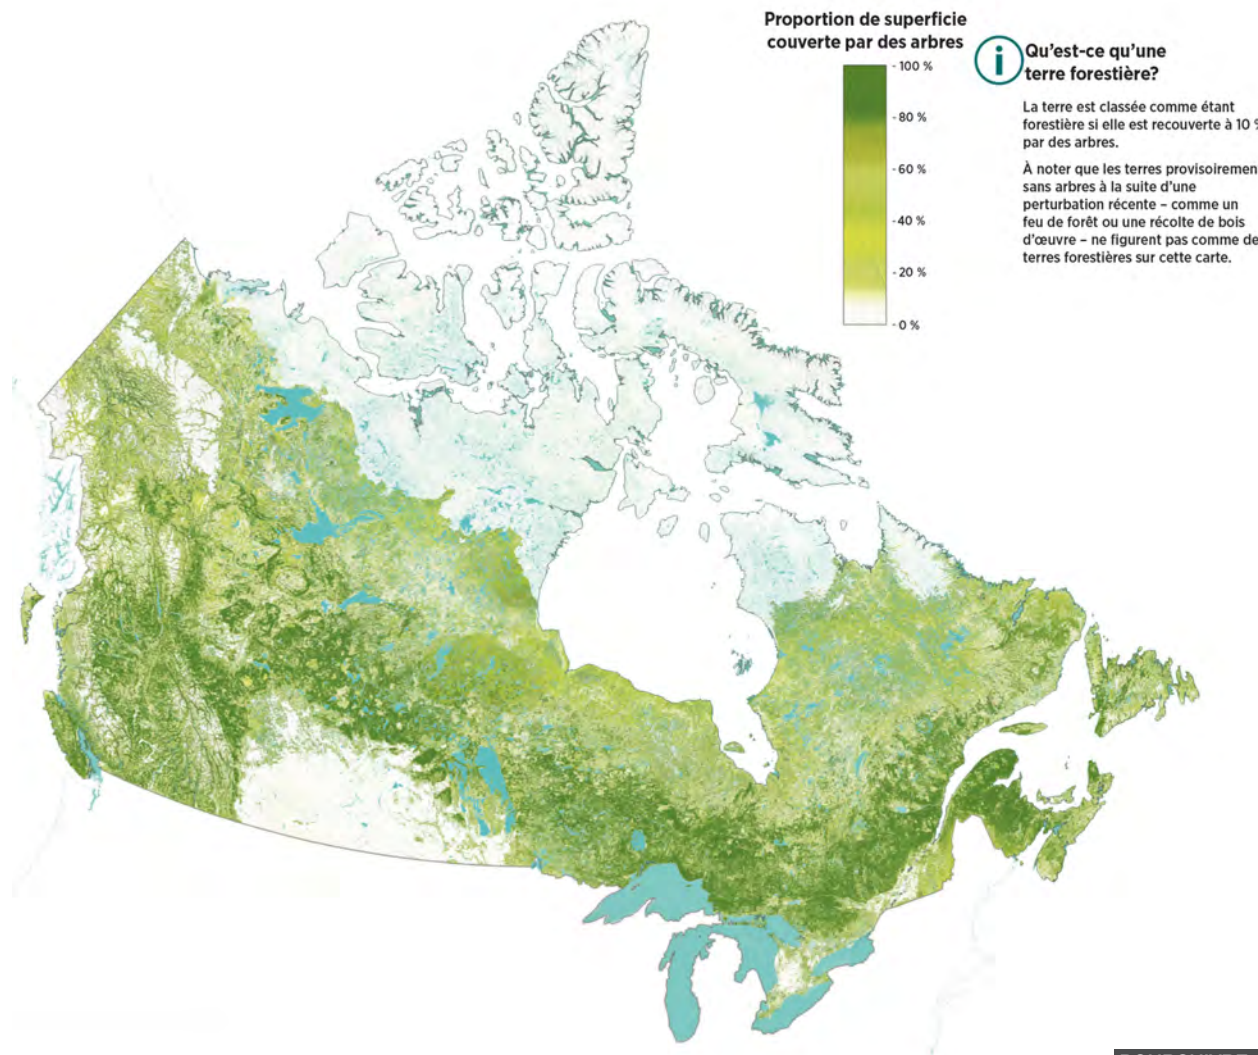 Proportion de superficie
couverte par des arbres
- 100 %
- 80 %
- 60 %
- 40 %
- 20 %
- 0 %
i
Qu’est-ce qu’une
terre forestière?
La terre est classée comme étant
forestière si elle est recouverte à 10 %
par des arbres.
À noter que les terres provisoiremen
sans arbres à la suite d’une
perturbation récente – comme un
feu de forêt ou une récolte de bois
d’œuvre – ne figurent pas comme de
terres forestières sur cette carte.